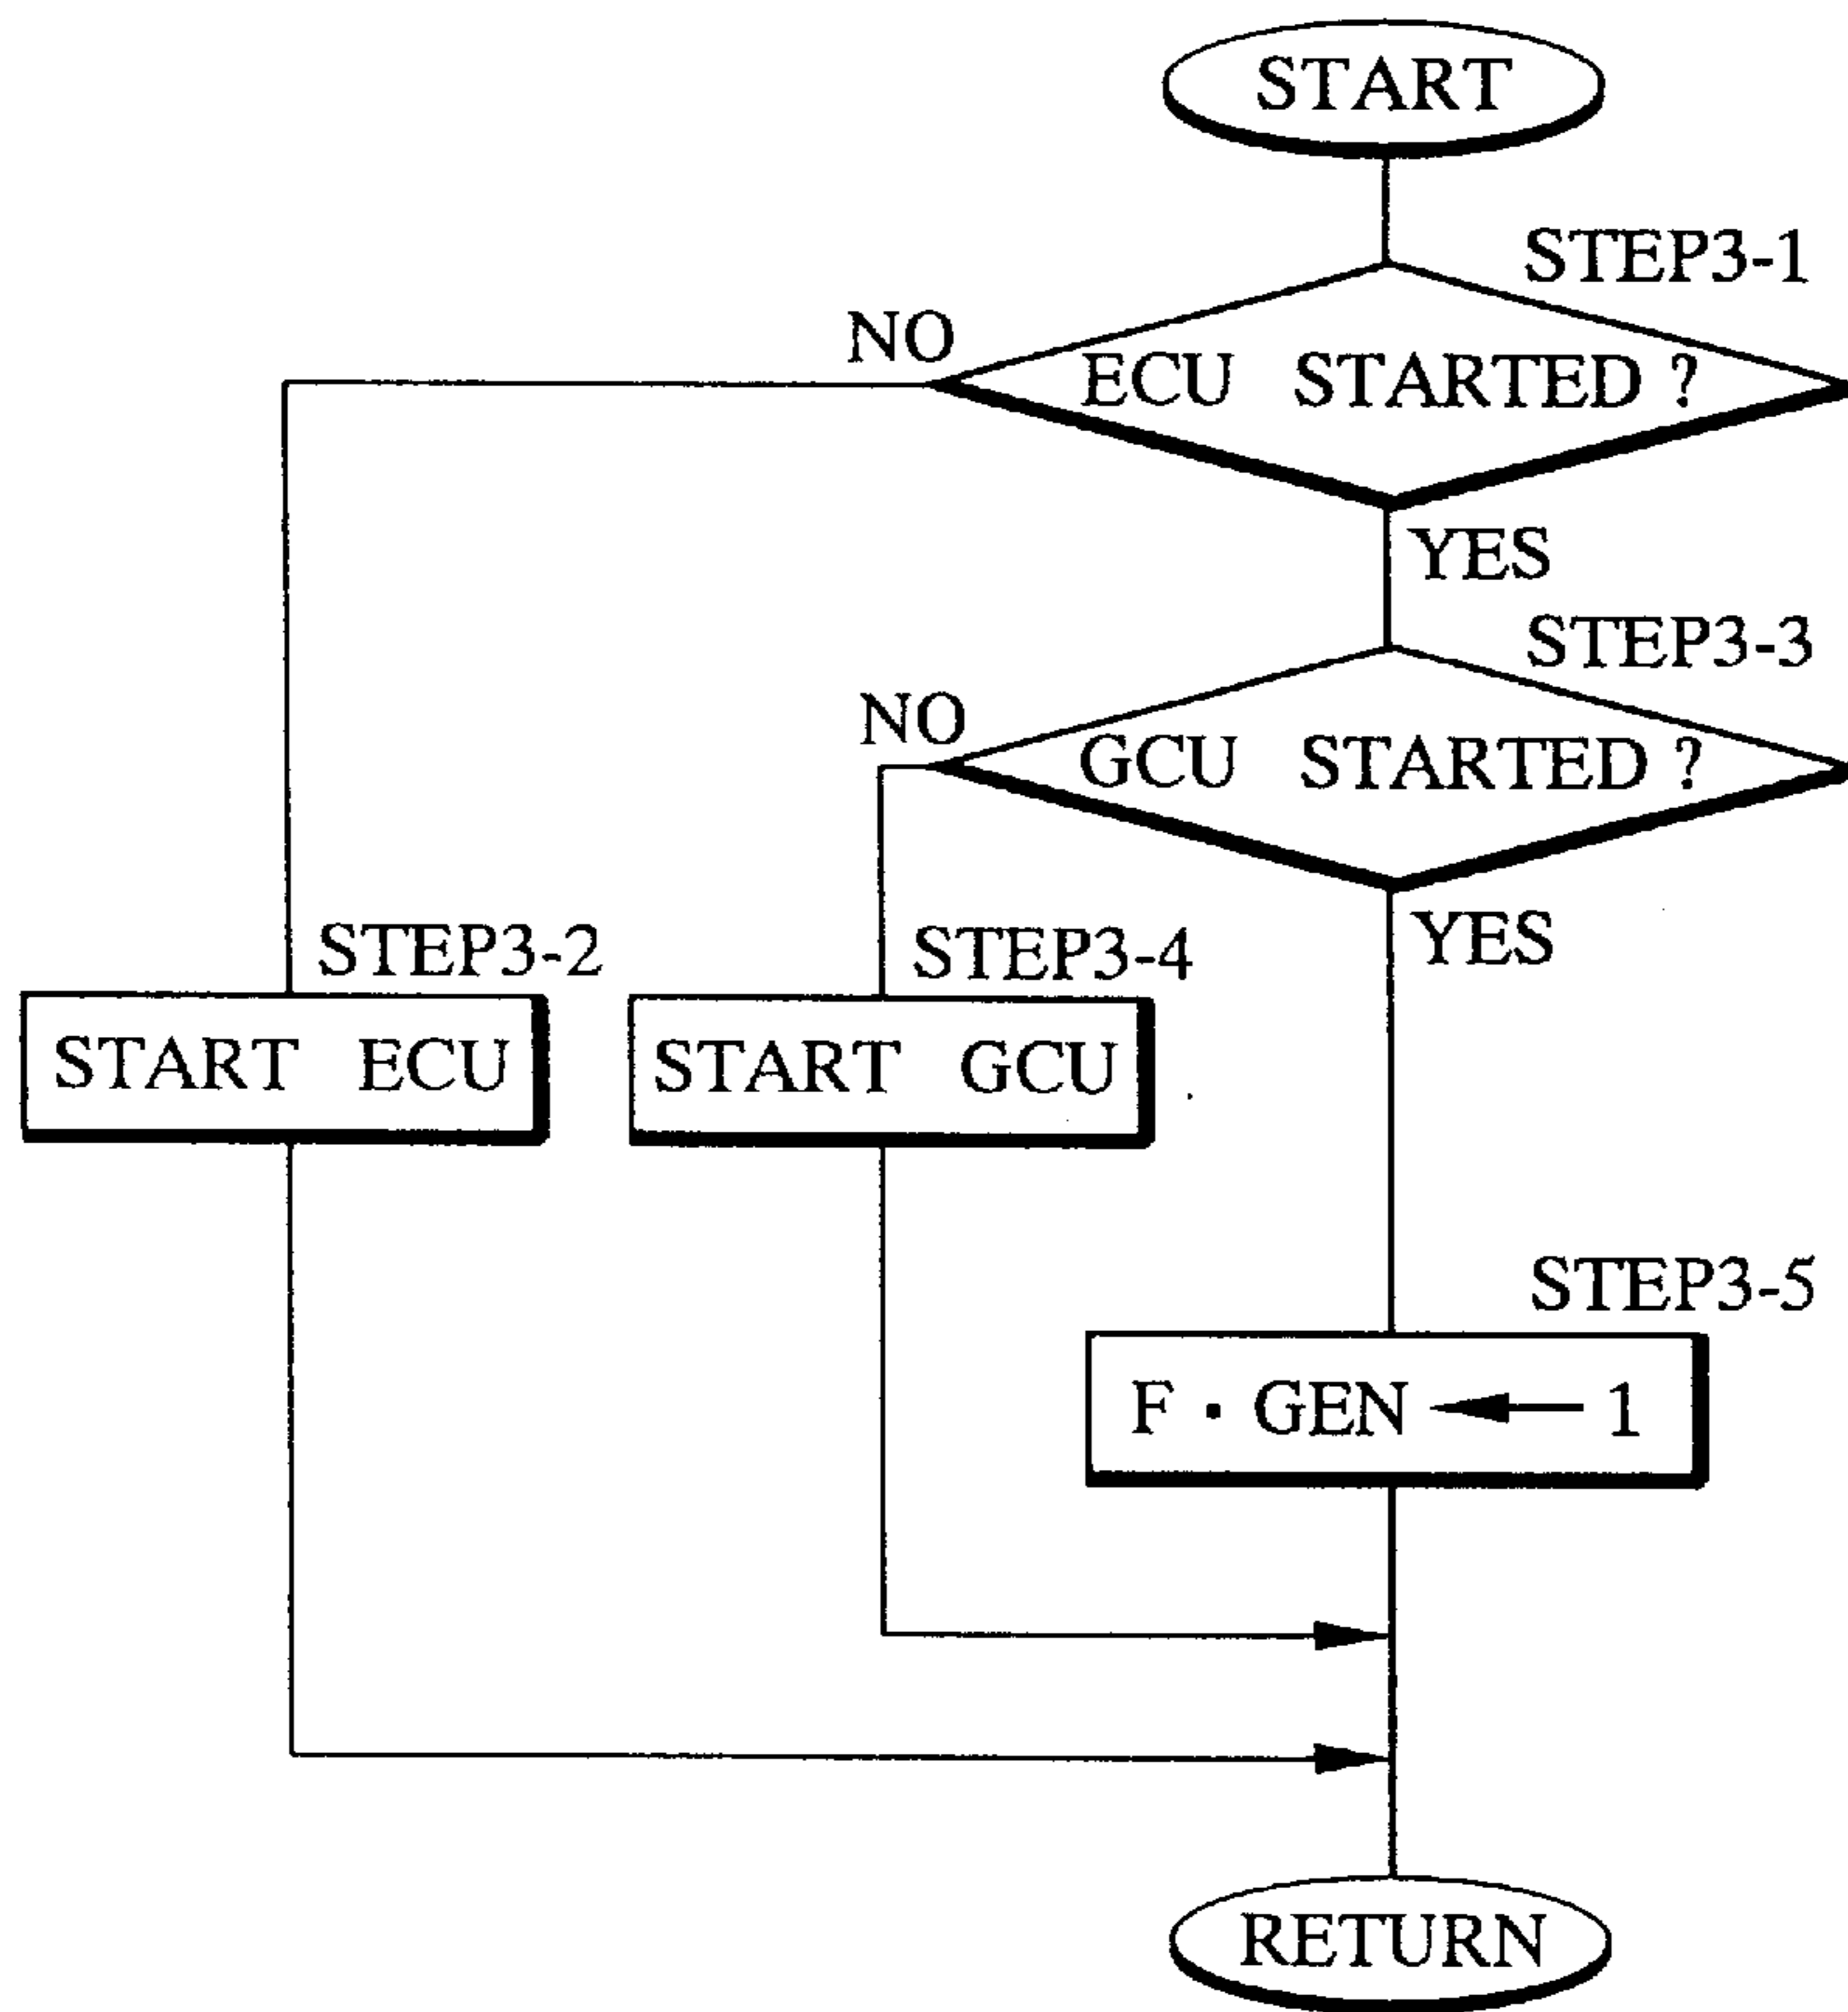 START
STEP3-1
NO
ECU STARTED ?
YES
STEP3-3
NO
GCU STARTED ?
YES
STEP3-2
STEP3-4
START ECU
START GCU
STEP3-5
F · GEN ← 1
RETURN